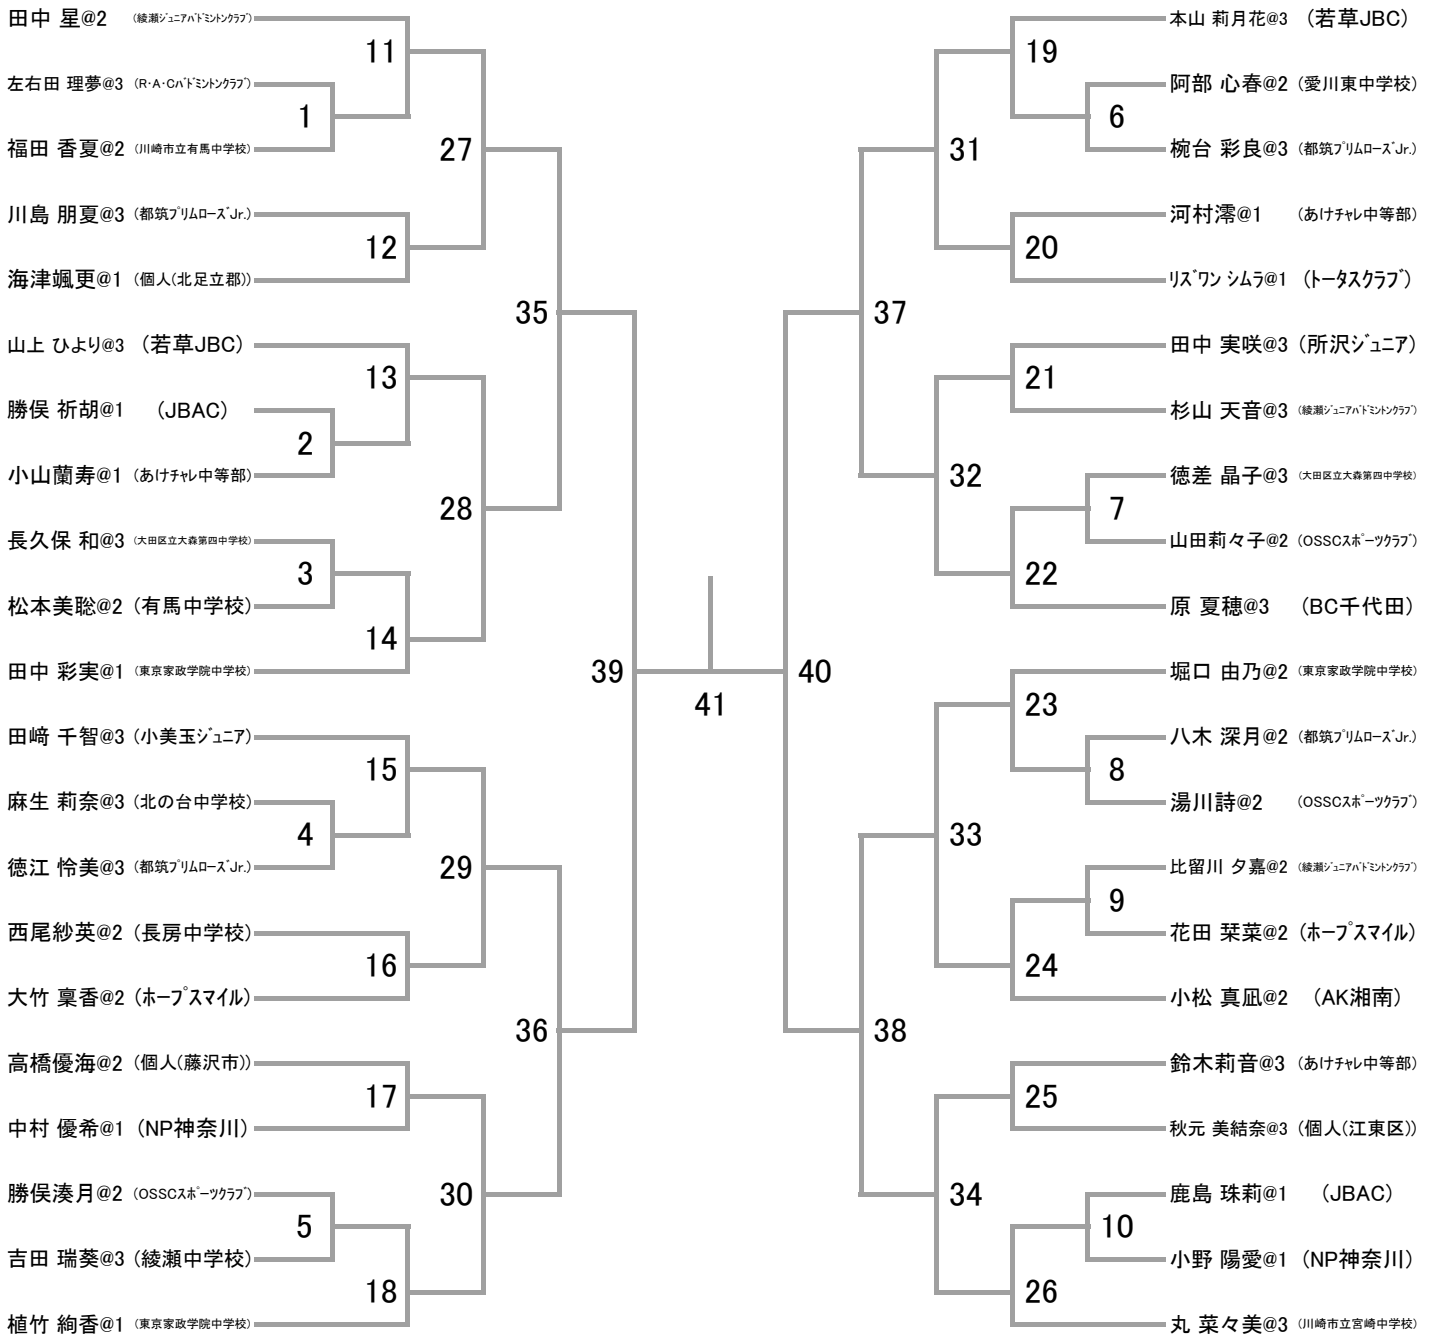 田中 星@2 (綾瀬ジュニアバドミントンクラブ)
左右田 理夢@3 (R・A・Cバドミントンクラブ)
福田 香夏@2 (川崎市立有馬中学校)
川島 朋夏@3 (都筑プリムローズJr.)
海津颯更@1 (個人(北足立郡))
山上 ひより@3 (若草JBC)
勝俣 祈胡@1 (JBAC)
小山蘭寿@1 (あけチャレ中等部)
長久保 和@3 (大田区立大森第四中学校)
松本美聡@2 (有馬中学校)
田中 彩実@1 (東京家政学院中学校)
田﨑 千智@3 (小美玉ジュニア)
麻生 莉奈@3 (北の台中学校)
徳江 怜美@3 (都筑プリムローズJr.)
西尾紗英@2 (長房中学校)
大竹 稟香@2 (ホープスマイル)
高橋優海@2 (個人(藤沢市))
中村 優希@1 (NP神奈川)
勝俣湊月@2 (OSSCスポーツクラブ)
吉田 瑞葵@3 (綾瀬中学校)
植竹 絢香@1 (東京家政学院中学校)
1
2
3
4
5
11
12
13
14
15
16
17
18
27
28
29
30
35
36
39
41
40
37
38
31
32
33
34
19
20
21
22
23
24
25
26
6
7
8
9
10
本山 莉月花@3 (若草JBC)
阿部 心春@2 (愛川東中学校)
椀台 彩良@3 (都筑プリムローズJr.)
河村澪@1 (あけチャレ中等部)
リズワン シムラ@1 (トータスクラブ)
田中 実咲@3 (所沢ジュニア)
杉山 天音@3 (綾瀬ジュニアバドミントンクラブ)
徳差 晶子@3 (大田区立大森第四中学校)
山田莉々子@2 (OSSCスポーツクラブ)
原 夏穂@3 (BC千代田)
堀口 由乃@2 (東京家政学院中学校)
八木 深月@2 (都筑プリムローズJr.)
湯川詩@2 (OSSCスポーツクラブ)
比留川 夕嘉@2 (綾瀬ジュニアバドミントンクラブ)
花田 栞菜@2 (ホープスマイル)
小松 真凪@2 (AK湘南)
鈴木莉音@3 (あけチャレ中等部)
秋元 美結奈@3 (個人(江東区))
鹿島 珠莉@1 (JBAC)
小野 陽愛@1 (NP神奈川)
丸 菜々美@3 (川崎市立宮崎中学校)